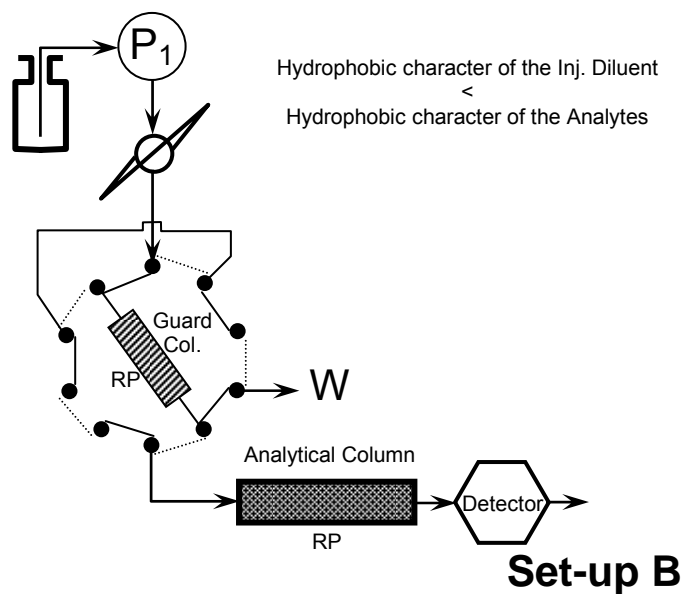 P1
Hydrophobic character of the Inj. Diluent
<
Hydrophobic character of the Analytes
Guard
Col.
RP
W
Analytical Column
Detector
RP
Set-up B